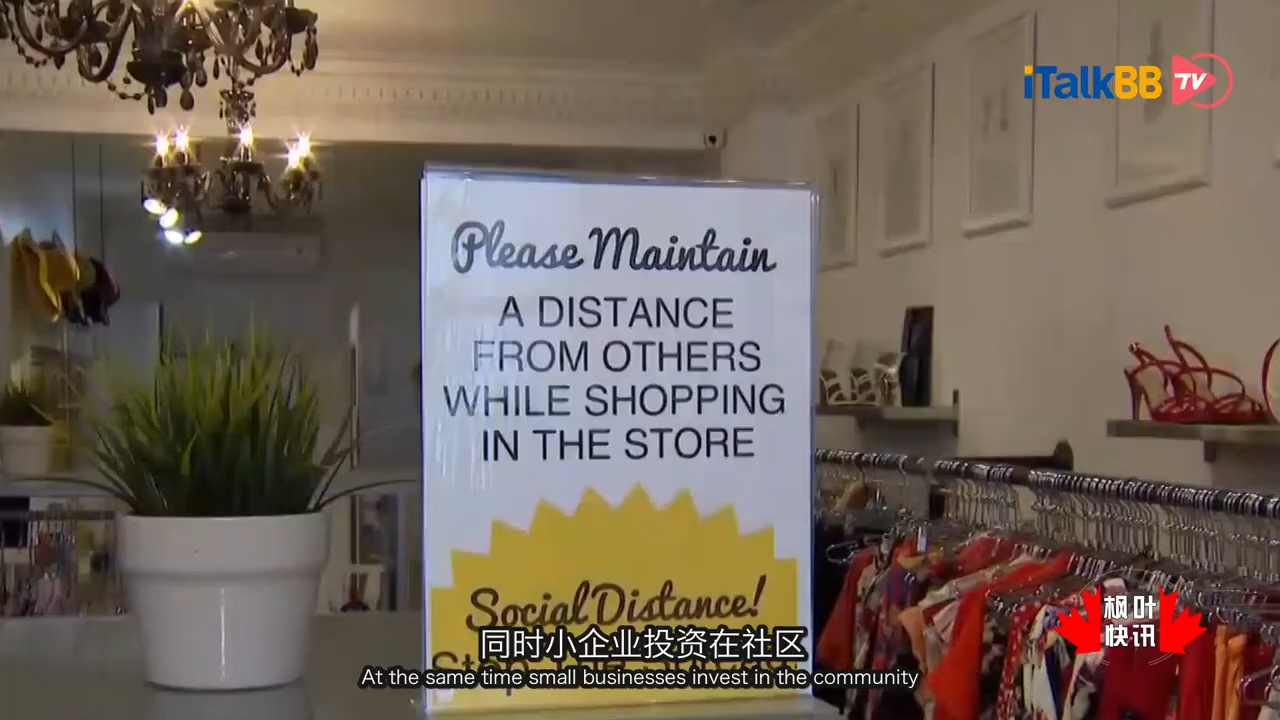 iTalkBB TV
Please Maintain
A DISTANCE
FROM OTHERS
WHILE SHOPPING
IN THE STORE
Social Distance!
同时小企业投资在社区
At the same time small businesses invest in the community
枫叶
快讯